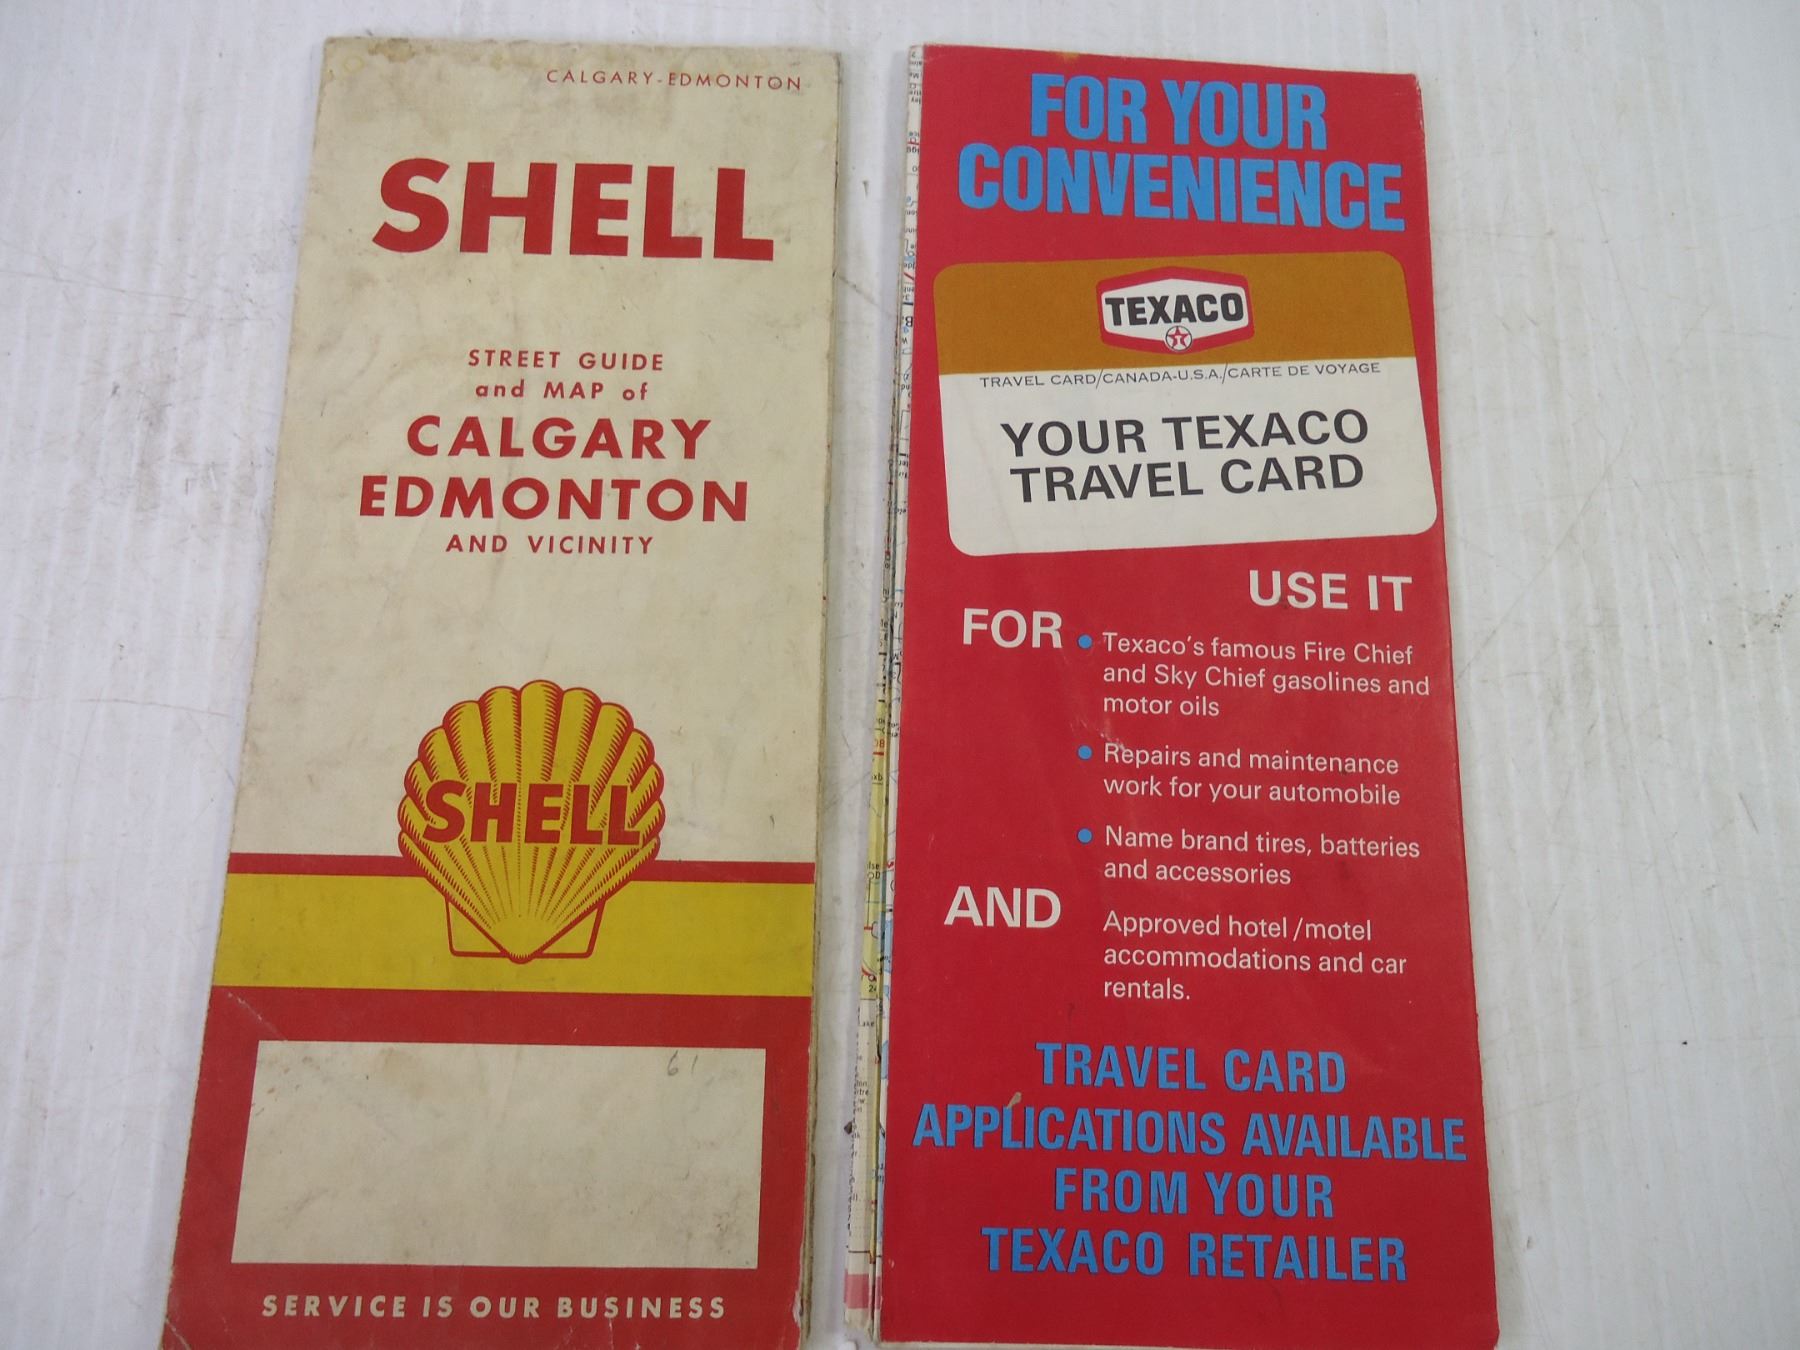 CALGARY-EDMONTON
SHELL
STREET GUIDE
and MAP of
CALGARY
EDMONTON
AND VICINITY
SHELL
61
SERVICE IS OUR BUSINESS
FOR YOUR
CONVENIENCE
TEXACO
T
TRAVEL CARD/CANADA-U.S.A./CARTE DE VOYAGE
YOUR TEXACO
TRAVEL CARD
USE IT
FOR
• Texaco's famous Fire Chief
and Sky Chief gasolines and
motor oils
• Repairs and maintenance
work for your automobile
• Name brand tires, batteries
and accessories
AND
Approved hotel/motel
accommodations and car
rentals.
TRAVEL CARD
APPLICATIONS AVAILABLE
FROM YOUR
TEXACO RETAILER